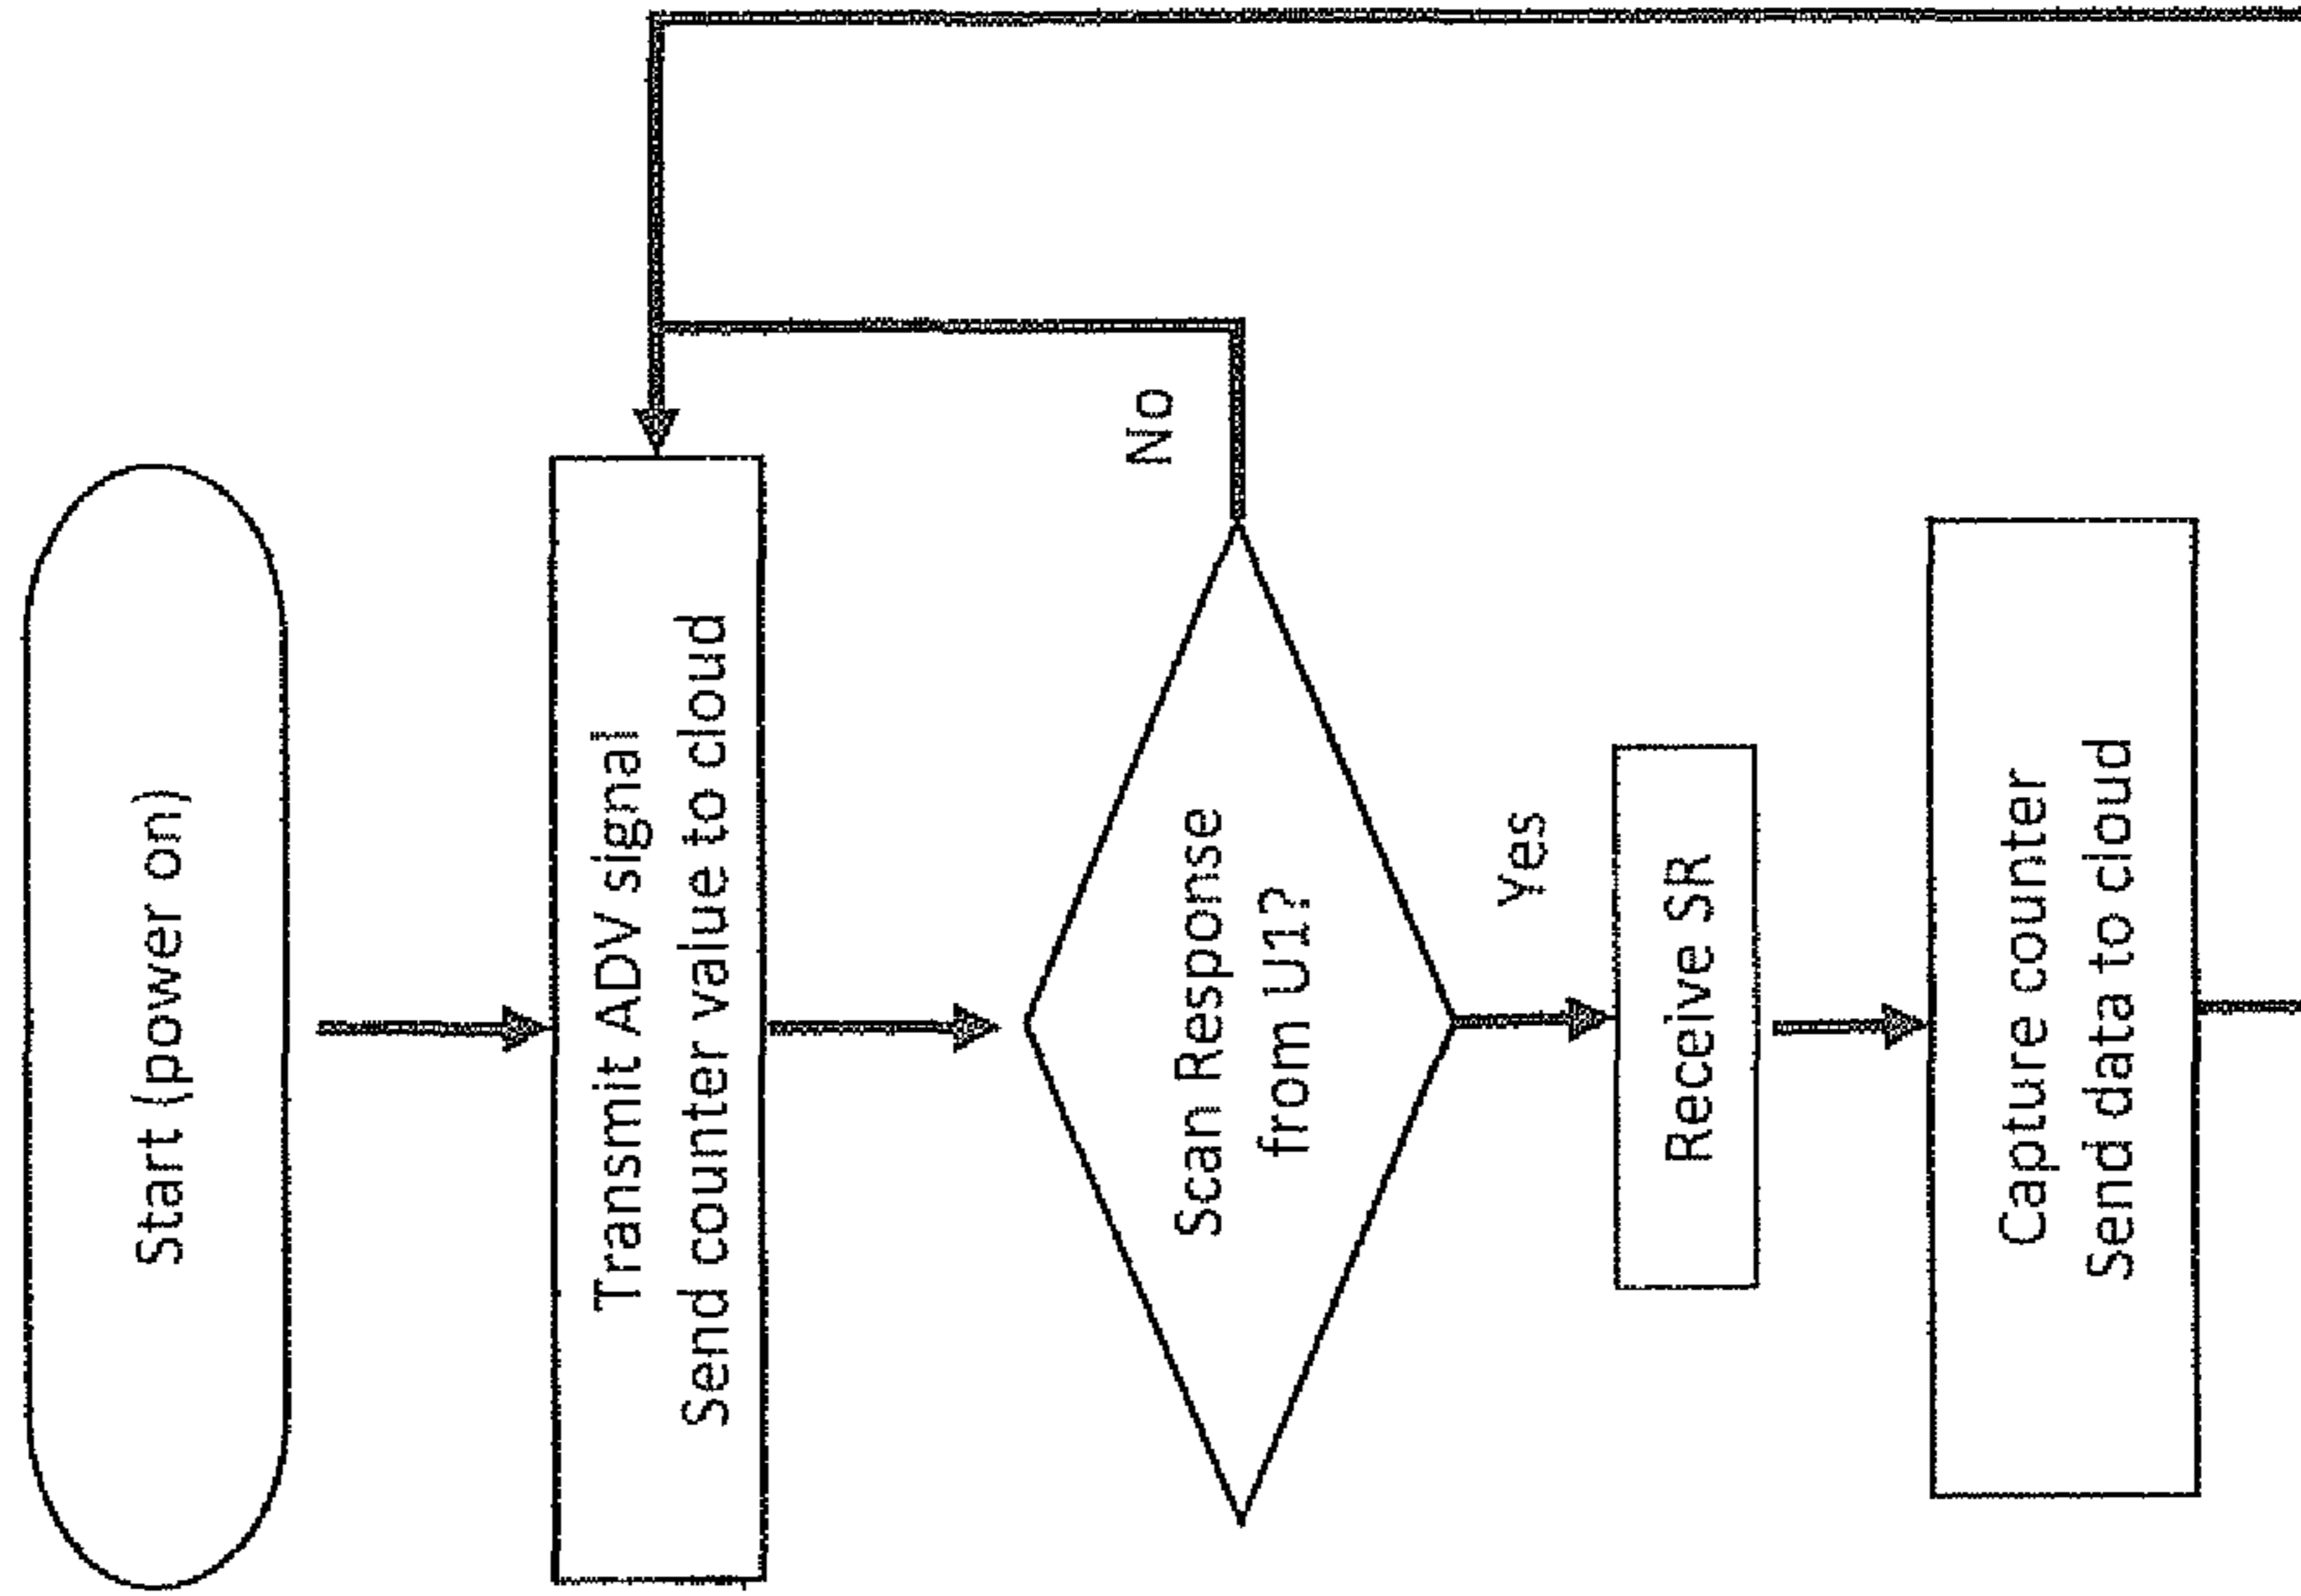 Start (power on)
Transmit ADV signal
Send counter value to cloud
Scan Response
from U1?
No
Yes
Receive SR
Capture counter
Send data to cloud